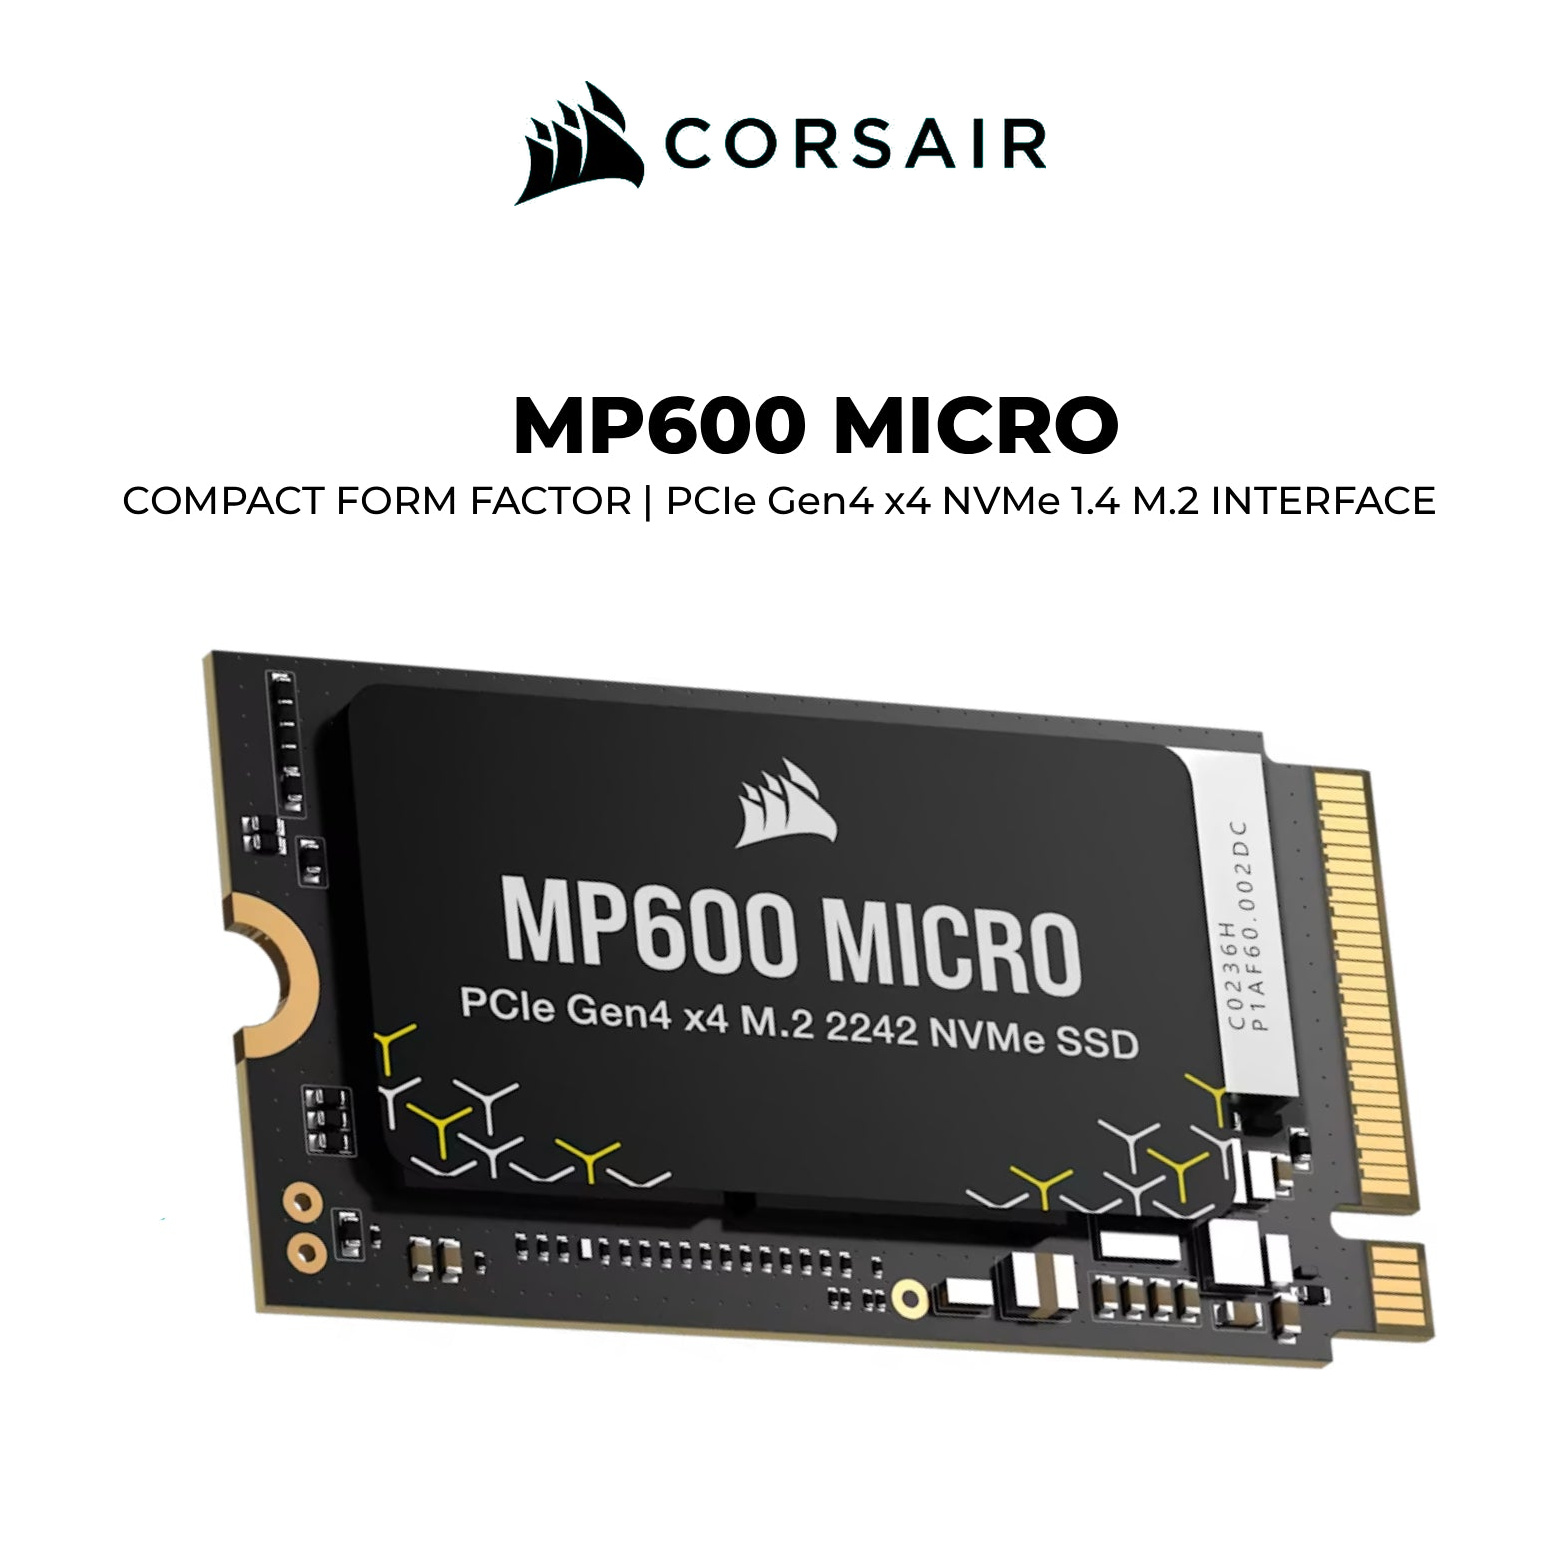 CORSAIR
MP600 MICRO
COMPACT FORM FACTOR | PCIe Gen4 x4 NVMe 1.4 M.2 INTERFACE
MP600 MICRO
PCIe Gen4 x4 M.2 2242 NVMe SSD
C0236H
P1AF60.002DC